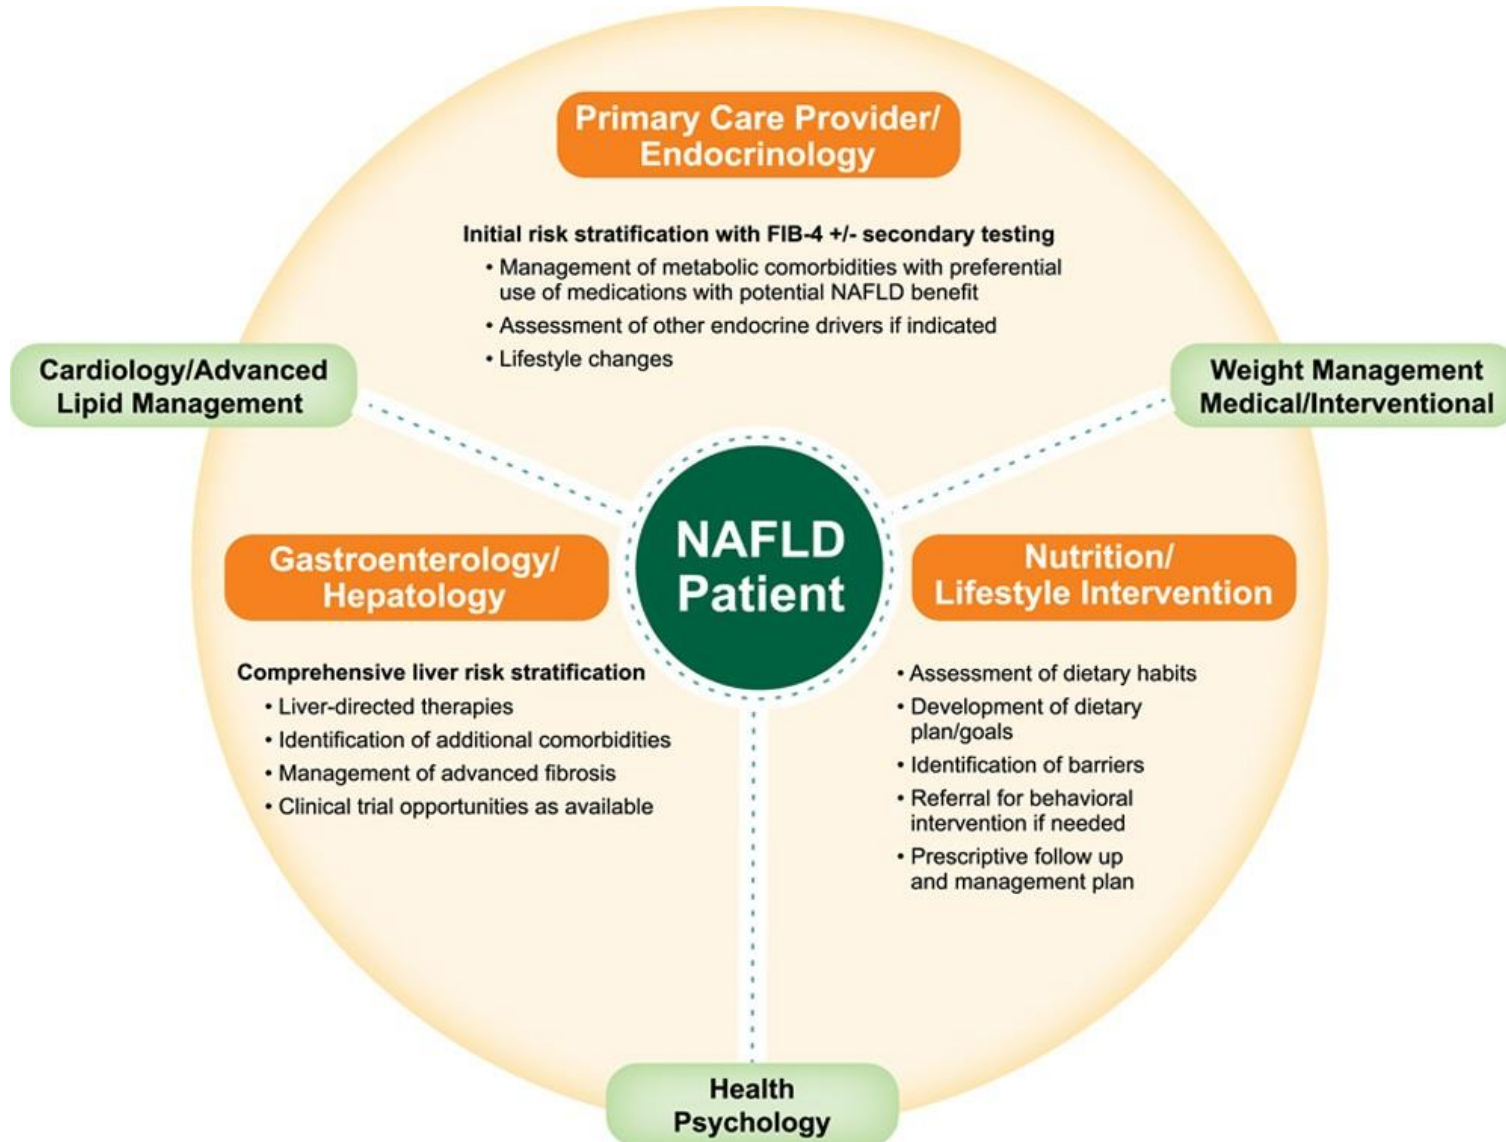 Primary Care Provider/
Endocrinology
Initial risk stratification with FIB-4 +/- secondary testing
• Management of metabolic comorbidities with preferential
use of medications with potential NAFLD benefit
• Assessment of other endocrine drivers if indicated
• Lifestyle changes
Cardiology/Advanced
Lipid Management
Weight Management
Medical/Interventional
NAFLD
Patient
Gastroenterology/
Hepatology
Comprehensive liver risk stratification
• Liver-directed therapies
• Identification of additional comorbidities
• Management of advanced fibrosis
• Clinical trial opportunities as available
Nutrition/
Lifestyle Intervention
• Assessment of dietary habits
• Development of dietary
plan/goals
• Identification of barriers
• Referral for behavioral
intervention if needed
• Prescriptive follow up
and management plan
Health
Psychology